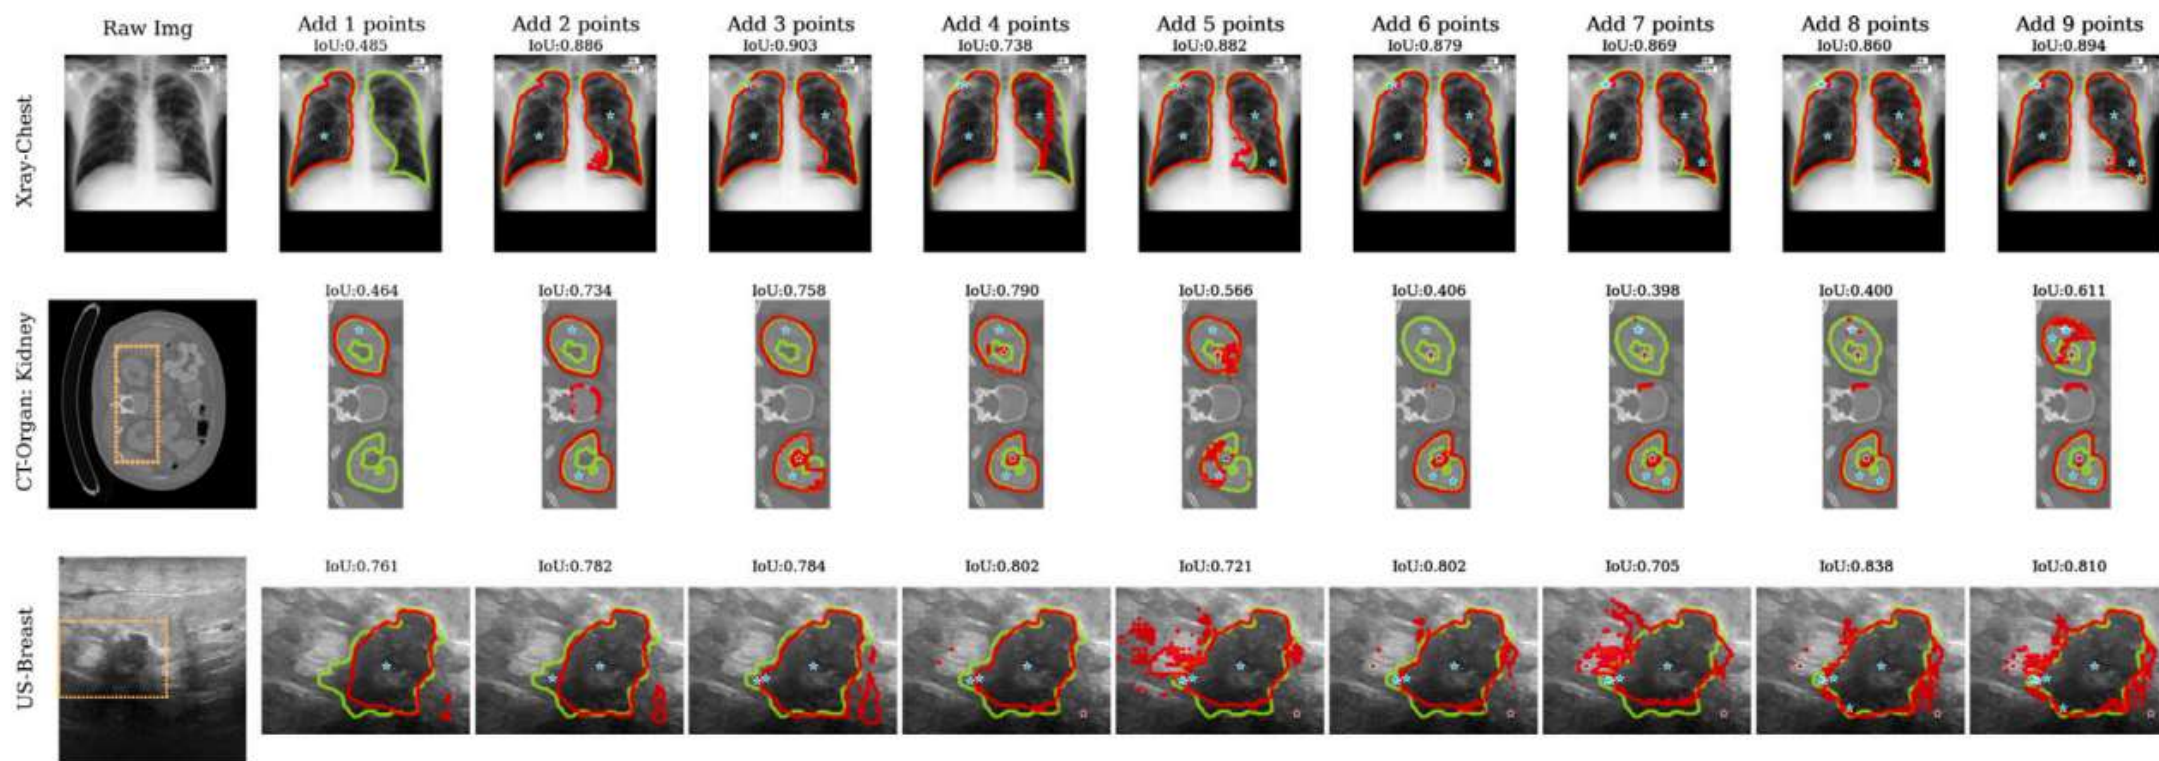 Raw Img Add 1 points Add 2 points Add 3 points Add 4 points Add 5 points Add 6 points Add 7 points Add 8 points Add 9 points
IoU:0.485 IoU:0.886 IoU:0.903 IoU:0.738 IoU:0.882 IoU:0.879 IoU:0.869 IoU:0.860 IoU:0.894
Xray-Chest
IoU:0.464 IoU:0.734 IoU:0.758 IoU:0.790 IoU:0.566 IoU:0.406 IoU:0.398 IoU:0.400 IoU:0.611
CT-Organ: Kidney
IoU:0.761 IoU:0.782 IoU:0.784 IoU:0.802 IoU:0.721 IoU:0.802 IoU:0.705 IoU:0.838 IoU:0.810
US-Breast